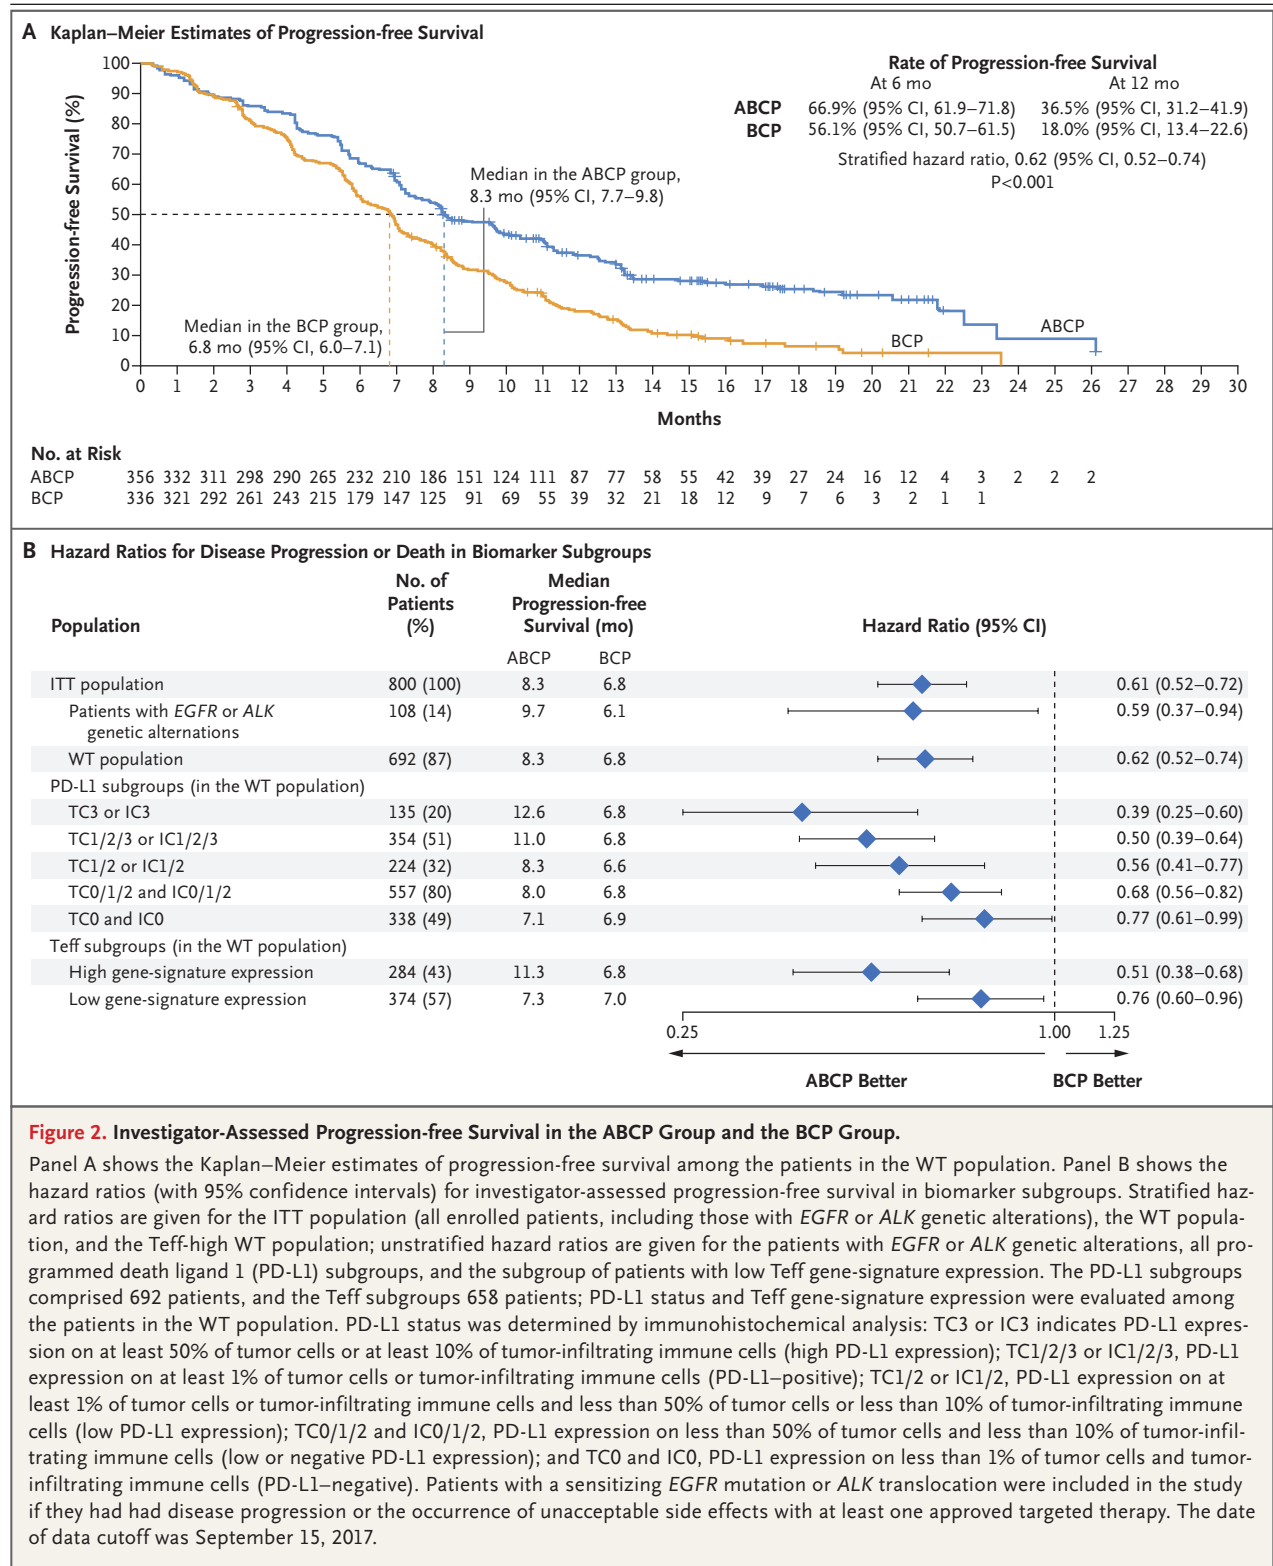 A Kaplan–Meier Estimates of Progression-free Survival
Progression-free Survival (%)
100
90
80
70
60
50
40
30
20
10
0
Rate of Progression-free Survival
At 6 mo At 12 mo
ABCP 66.9% (95% CI, 61.9–71.8) 36.5% (95% CI, 31.2–41.9)
BCP 56.1% (95% CI, 50.7–61.5) 18.0% (95% CI, 13.4–22.6)
Stratified hazard ratio, 0.62 (95% CI, 0.52–0.74)
P<0.001
Median in the ABCP group,
8.3 mo (95% CI, 7.7–9.8)
Median in the BCP group,
6.8 mo (95% CI, 6.0–7.1)
ABCP
BCP
0 1 2 3 4 5 6 7 8 9 10 11 12 13 14 15 16 17 18 19 20 21 22 23 24 25 26 27 28 29 30
Months
No. at Risk
ABCP 356 332 311 298 290 265 232 210 186 151 124 111 87 77 58 55 42 39 27 24 16 12 4 3 2 2 2
BCP 336 321 292 261 243 215 179 147 125 91 69 55 39 32 21 18 12 9 7 6 3 2 1 1
B Hazard Ratios for Disease Progression or Death in Biomarker Subgroups
Population
No. of
Patients
(%)
Median
Progression-free
Survival (mo)
Hazard Ratio (95% CI)
ABCP BCP
ITT population 800 (100) 8.3 6.8 0.61 (0.52–0.72)
Patients with EGFR or ALK 108 (14) 9.7 6.1 0.59 (0.37–0.94)
genetic alternations
WT population 692 (87) 8.3 6.8 0.62 (0.52–0.74)
PD-L1 subgroups (in the WT population)
TC3 or IC3 135 (20) 12.6 6.8 0.39 (0.25–0.60)
TC1/2/3 or IC1/2/3 354 (51) 11.0 6.8 0.50 (0.39–0.64)
TC1/2 or IC1/2 224 (32) 8.3 6.6 0.56 (0.41–0.77)
TC0/1/2 and IC0/1/2 557 (80) 8.0 6.8 0.68 (0.56–0.82)
TC0 and IC0 338 (49) 7.1 6.9 0.77 (0.61–0.99)
Teff subgroups (in the WT population)
High gene-signature expression 284 (43) 11.3 6.8 0.51 (0.38–0.68)
Low gene-signature expression 374 (57) 7.3 7.0 0.76 (0.60–0.96)
0.25 1.00 1.25
ABCP Better BCP Better
Figure 2. Investigator-Assessed Progression-free Survival in the ABCP Group and the BCP Group.
Panel A shows the Kaplan–Meier estimates of progression-free survival among the patients in the WT population. Panel B shows the
hazard ratios (with 95% confidence intervals) for investigator-assessed progression-free survival in biomarker subgroups. Stratified haz-
ard ratios are given for the ITT population (all enrolled patients, including those with EGFR or ALK genetic alterations), the WT popula-
tion, and the Teff-high WT population; unstratified hazard ratios are given for the patients with EGFR or ALK genetic alterations, all pro-
grammed death ligand 1 (PD-L1) subgroups, and the subgroup of patients with low Teff gene-signature expression. The PD-L1 subgroups
comprised 692 patients, and the Teff subgroups 658 patients; PD-L1 status and Teff gene-signature expression were evaluated among
the patients in the WT population. PD-L1 status was determined by immunohistochemical analysis: TC3 or IC3 indicates PD-L1 expres-
sion on at least 50% of tumor cells or at least 10% of tumor-infiltrating immune cells (high PD-L1 expression); TC1/2/3 or IC1/2/3, PD-L1
expression on at least 1% of tumor cells or tumor-infiltrating immune cells (PD-L1–positive); TC1/2 or IC1/2, PD-L1 expression on at
least 1% of tumor cells or tumor-infiltrating immune cells and less than 50% of tumor cells or less than 10% of tumor-infiltrating immune
cells (low PD-L1 expression); TC0/1/2 and IC0/1/2, PD-L1 expression on less than 50% of tumor cells and less than 10% of tumor-infil-
trating immune cells (low or negative PD-L1 expression); and TC0 and IC0, PD-L1 expression on less than 1% of tumor cells and tumor-
infiltrating immune cells (PD-L1–negative). Patients with a sensitizing EGFR mutation or ALK translocation were included in the study
if they had had disease progression or the occurrence of unacceptable side effects with at least one approved targeted therapy. The date
of data cutoff was September 15, 2017.